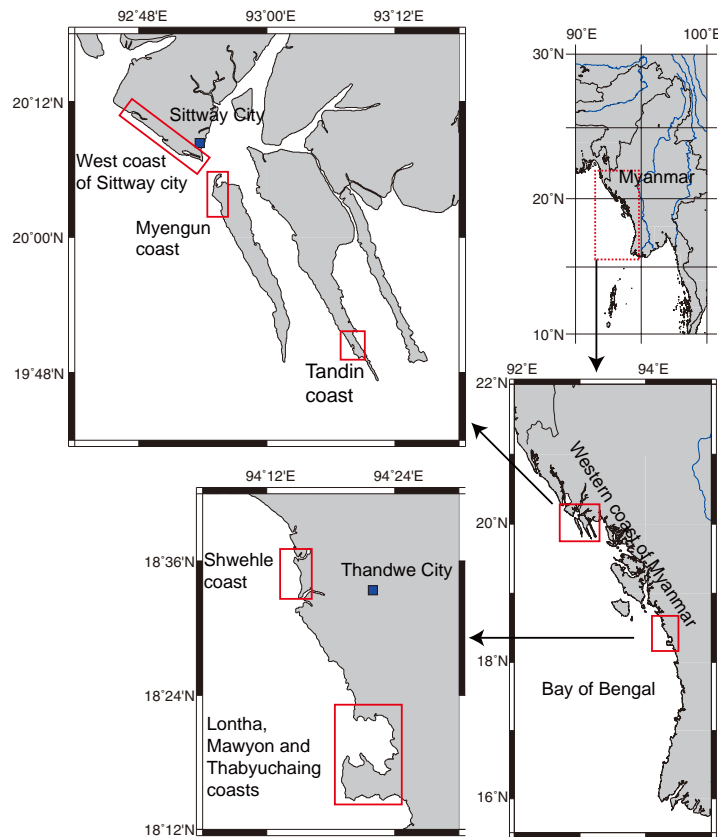 92˚48'E
93˚00'E
93˚12'E
20˚12'N
20˚00'N
19˚48'N
Sittway City
West coast
of Sittway city
Myengun
coast
Tandin
coast
90˚E
100˚E
30˚N
20˚N
10˚N
Myanmar
92˚E
94˚E
22˚N
20˚N
18˚N
16˚N
Western coast of Myanmar
Bay of Bengal
94˚12'E
94˚24'E
18˚36'N
18˚24'N
18˚12'N
Shwehle
coast
Thandwe City
Lontha,
Mawyon and
Thabyuchaing
coasts